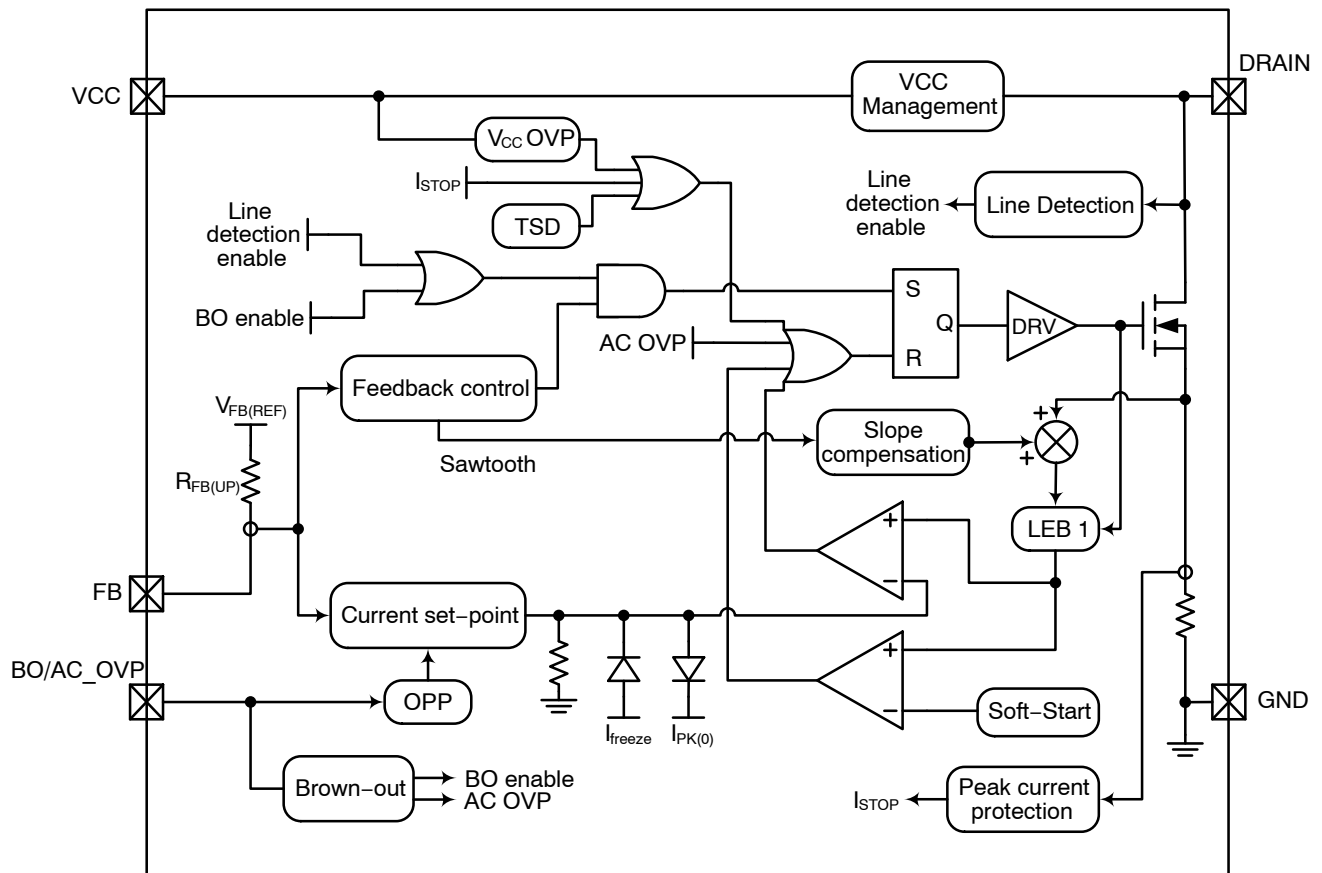 DRAIN
VCC
VCC
Management
VCC OVP
ISTOP
TSD
Line
detection
enable
Line Detection
Line
detection
enable
BO enable
S
Q
R
DRV
AC OVP
Feedback control
VFB(REF)
RFB(UP)
Sawtooth
Slope
compensation
+
+
LEB 1
+
−
FB
Current set−point
BO/AC_OVP
OPP
+
−
Soft−Start
GND
Ifreeze
IPK(0)
Brown−out
BO enable
AC OVP
ISTOP
Peak current
protection